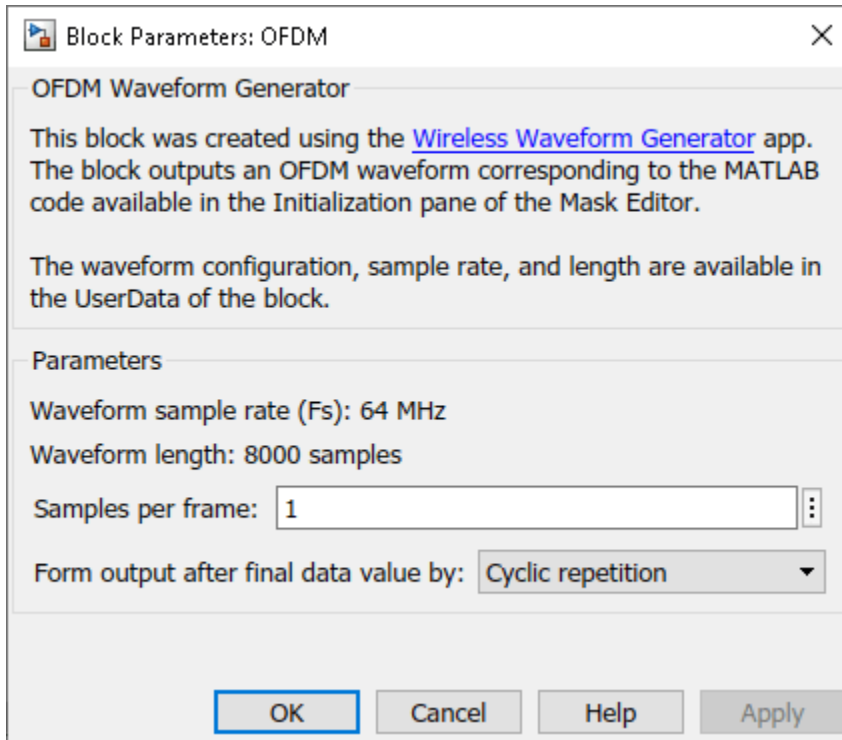 Block Parameters: OFDM
OFDM Waveform Generator
This block was created using the Wireless Waveform Generator app.
The block outputs an OFDM waveform corresponding to the MATLAB
code available in the Initialization pane of the Mask Editor.
The waveform configuration, sample rate, and length are available in
the UserData of the block.
Parameters
Waveform sample rate (Fs): 64 MHz
Waveform length: 8000 samples
Samples per frame: 1
Form output after final data value by: Cyclic repetition
OK Cancel Help Apply